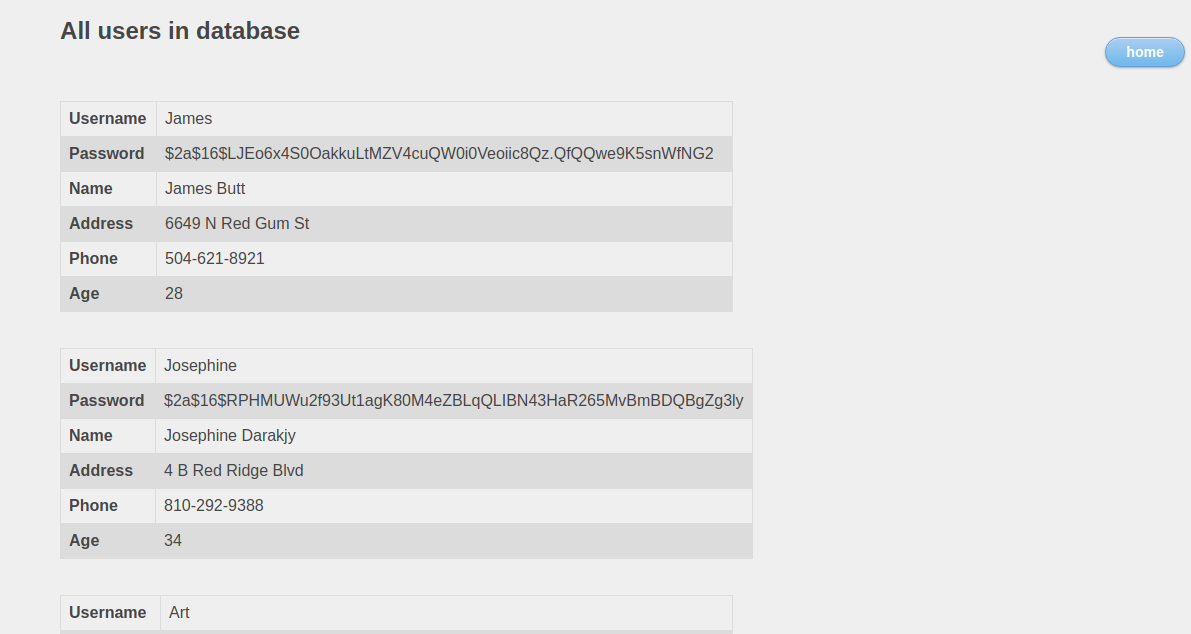 All users in database
home
Username James
Password $2a$16$LJEo6x4S0OakkuLtMZV4cuQW0i0Veoiic8Qz.QfQQwe9K5snWfNG2
Name James Butt
Address 6649 N Red Gum St
Phone 504-621-8921
Age 28
Username Josephine
Password $2a$16$RPHMUWu2f93Ut1agK80M4eZBLqQLIBN43HaR265MvBmBDQBgZg3ly
Name Josephine Darakjy
Address 4 B Red Ridge Blvd
Phone 810-292-9388
Age 34
Username Art